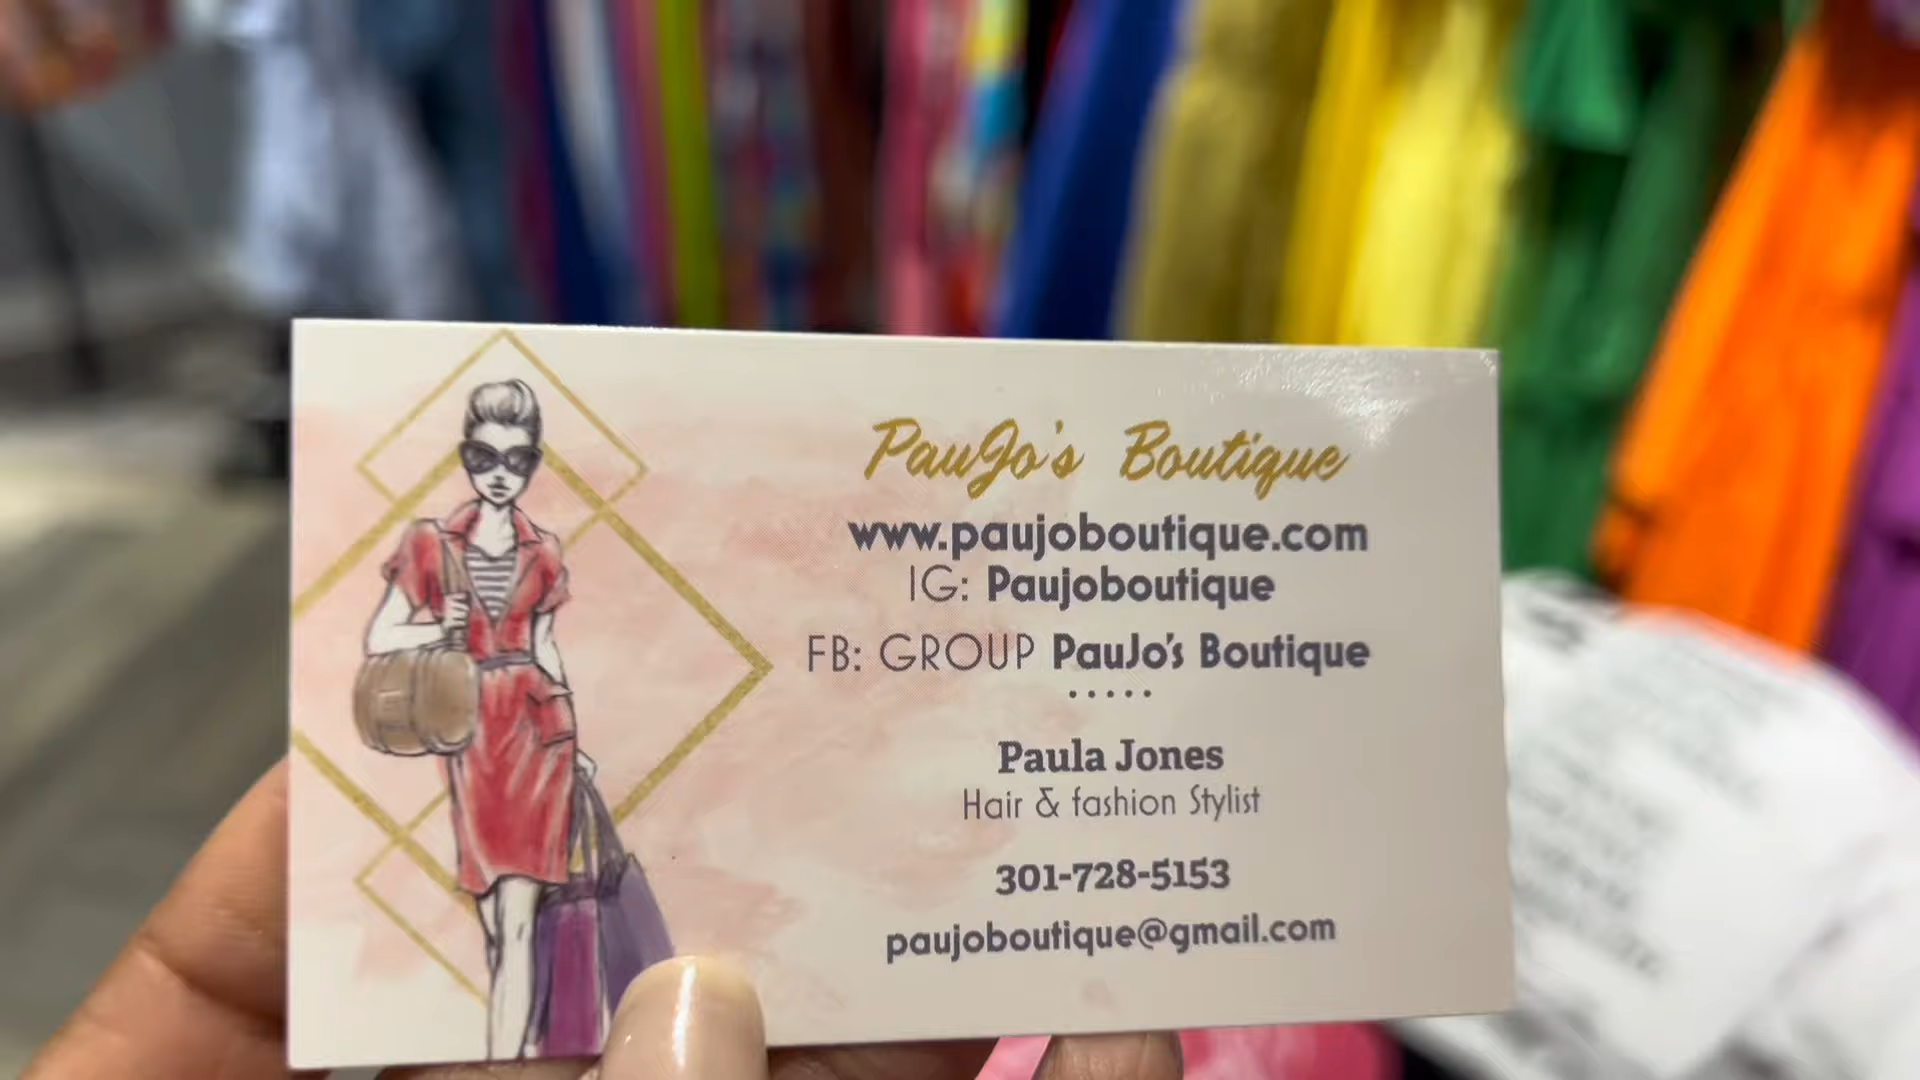 PauJo's Boutique
www.paujoboutique.com
IG: Paujoboutique
FB: GROUP PauJo's Boutique
Paula Jones
Hair & fashion Stylist
301-728-5153
paujoboutique@gmail.com